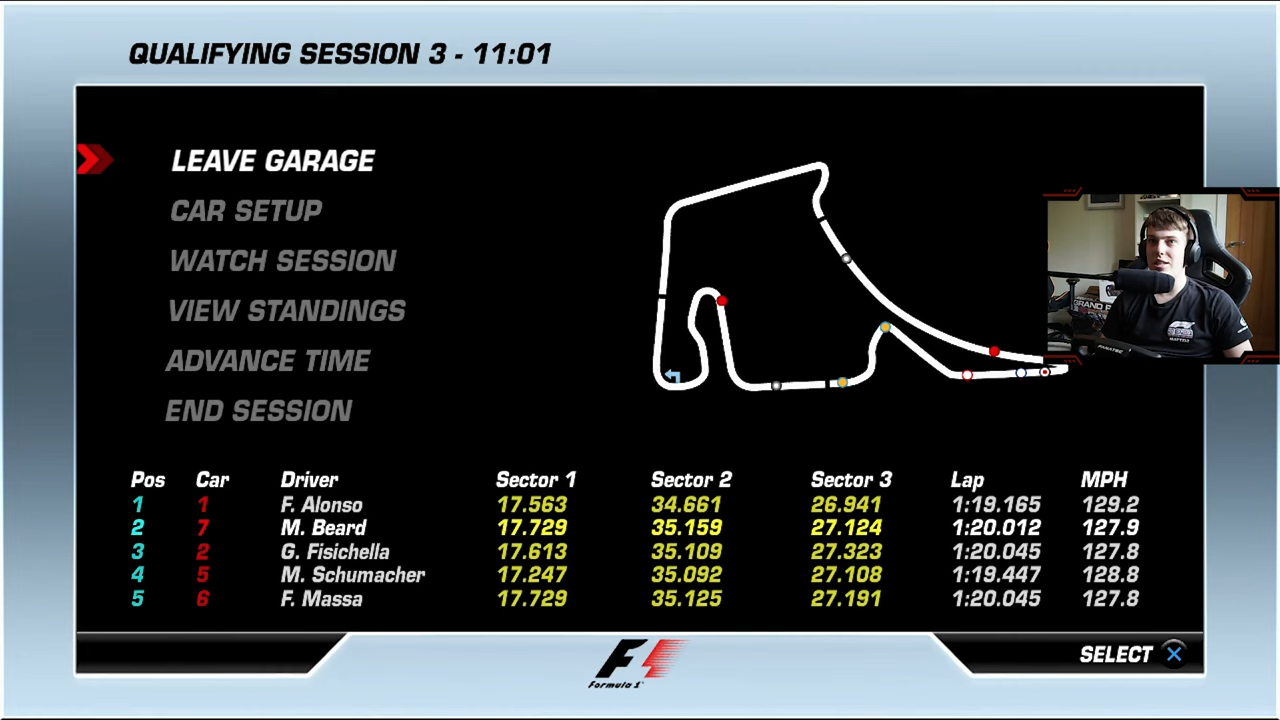 QUALIFYING SESSION 3 - 11:01
LEAVE GARAGE
CAR SETUP
WATCH SESSION
VIEW STANDINGS
ADVANCE TIME
END SESSION
Pos Car Driver Sector 1 Sector 2 Sector 3 Lap MPH
1 1 F. Alonso 17.563 34.661 26.941 1:19.165 129.2
2 7 M. Beard 17.729 35.159 27.124 1:20.012 127.9
3 2 G. Fisichella 17.613 35.109 27.323 1:20.045 127.8
4 5 M. Schumacher 17.247 35.092 27.108 1:19.447 128.8
5 6 F. Massa 17.729 35.125 27.191 1:20.045 127.8
F1
Formula 1
SELECT